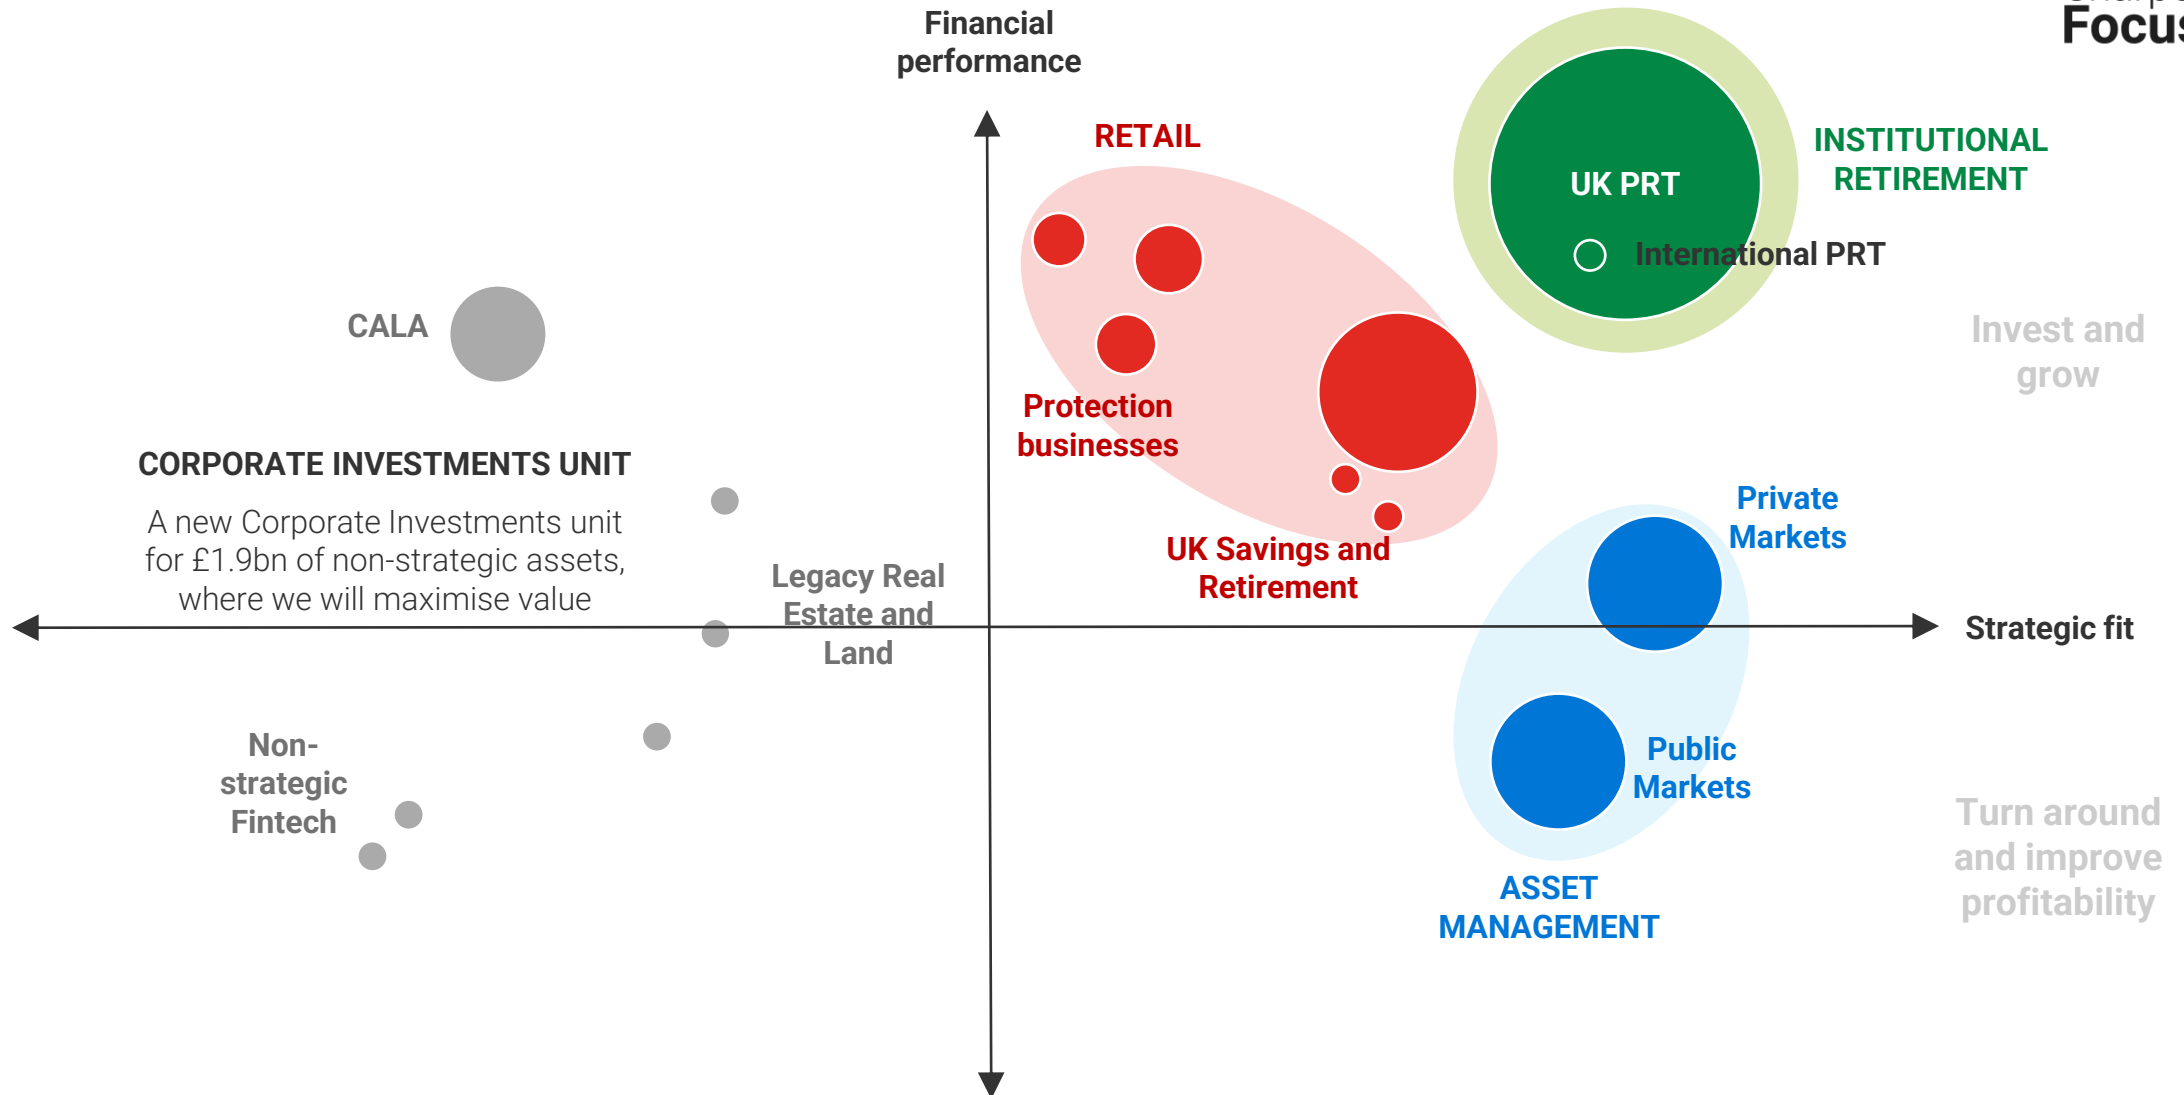 Focus
Financial
performance
RETAIL
INSTITUTIONAL
RETIREMENT
UK PRT
International PRT
CALA
Invest and
grow
Protection
businesses
CORPORATE INVESTMENTS UNIT
A new Corporate Investments unit
for £1.9bn of non-strategic assets,
where we will maximise value
Private
Markets
UK Savings and
Retirement
Legacy Real
Estate and
Land
Strategic fit
Non-
strategic
Fintech
Public
Markets
Turn around
and improve
profitability
ASSET
MANAGEMENT